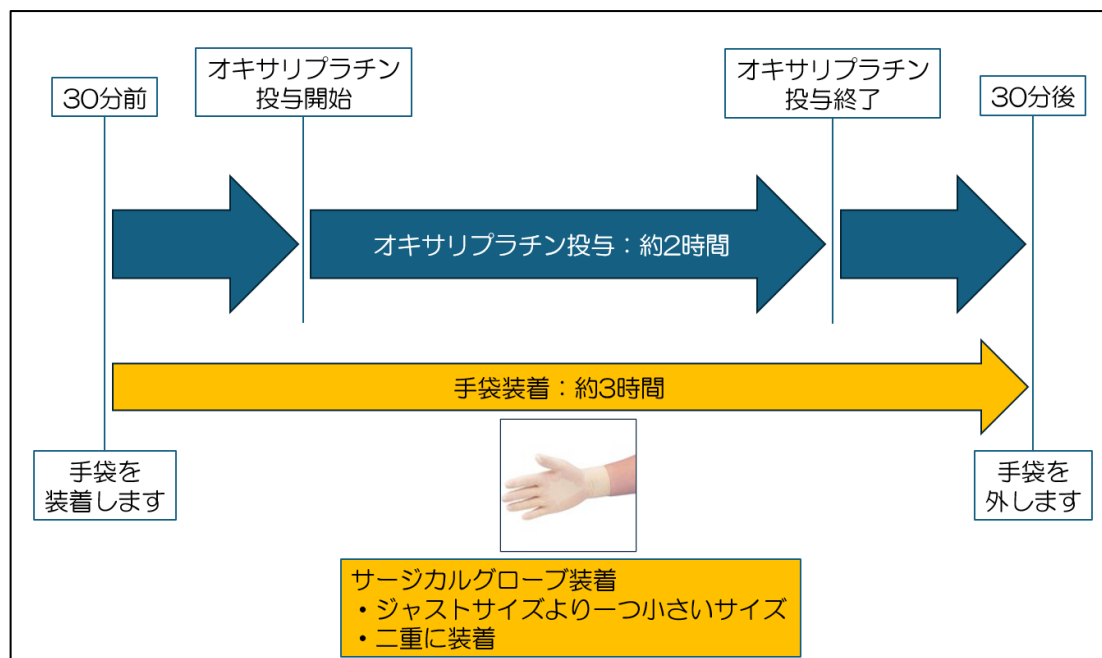 30分前
オキサリプラチン
投与開始
オキサリプラチン
投与終了
30分後
オキサリプラチン投与：約2時間
手袋装着：約3時間
手袋を
装着します
手袋を
外します
サージカルグローブ装着
・ジャストサイズより一つ小さいサイズ
・二重に装着